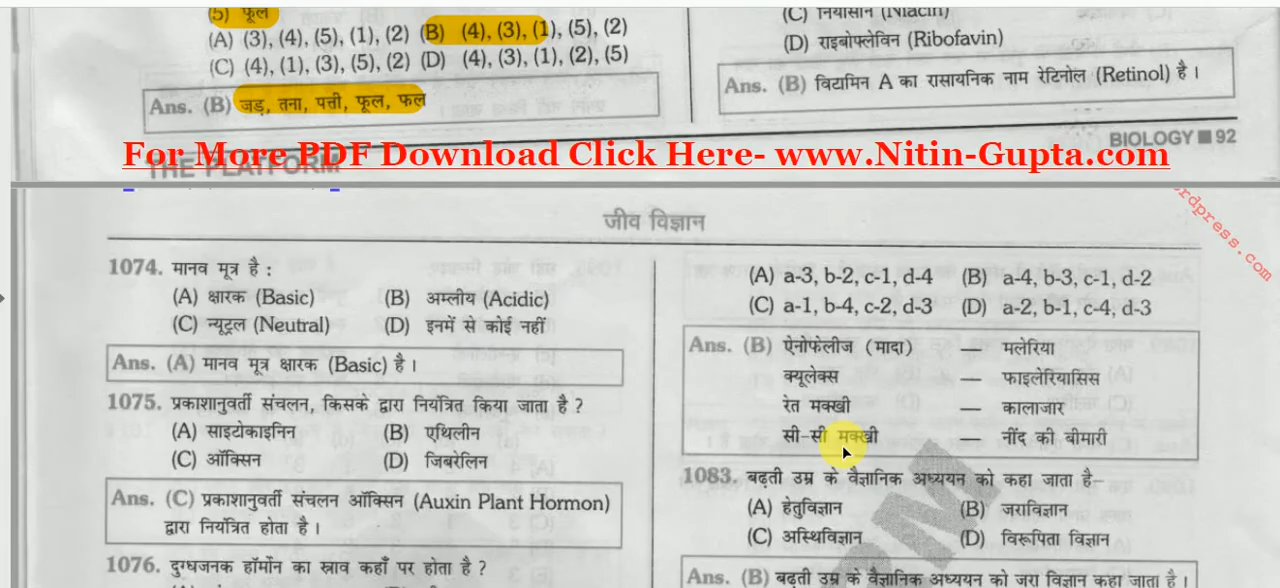 (5) फूल
(A) (3), (4), (5), (1), (2) (B) (4), (3), (1), (5), (2)
(C) (4), (1), (3), (5), (2) (D) (4), (3), (1), (2), (5)
Ans. (B) जड़, तना, पत्ती, फूल, फल
(C) नियासीन (Niacin)
(D) राइबोफ्लेविन (Ribofavin)
Ans. (B) विटामिन A का रासायनिक नाम रेटिनोल (Retinol) है।
BIOLOGY ■ 92
THE PLATFORM
For More PDF Download Click Here- www.Nitin-Gupta.com
rdpress.com
जीव विज्ञान
1074. मानव मूत्र है :
(A) क्षारक (Basic) (B) अम्लीय (Acidic)
(C) न्यूट्रल (Neutral) (D) इनमें से कोई नहीं
Ans. (A) मानव मूत्र क्षारक (Basic) है।
1075. प्रकाशानुवर्ती संचलन, किसके द्वारा नियंत्रित किया जाता है ?
(A) साइटोकाइनिन (B) एथिलीन
(C) ऑक्सिन (D) जिबरेलिन
Ans. (C) प्रकाशानुवर्ती संचलन ऑक्सिन (Auxin Plant Hormon)
द्वारा नियंत्रित होता है।
1076. दुग्धजनक हॉर्मोन का स्राव कहाँ पर होता है ?
(A) a-3, b-2, c-1, d-4 (B) a-4, b-3, c-1, d-2
(C) a-1, b-4, c-2, d-3 (D) a-2, b-1, c-4, d-3
Ans. (B) ऐनोफेलीज (मादा) — मलेरिया
क्यूलेक्स — फाइलेरियासिस
रेत मक्खी — कालाजार
सी-सी मक्खी — नींद की बीमारी
1083. बढ़ती उम्र के वैज्ञानिक अध्ययन को कहा जाता है–
(A) हेतुविज्ञान (B) जराविज्ञान
(C) अस्थिविज्ञान (D) विरूपिता विज्ञान
Ans. (B) बढ़ती उम्र के वैज्ञानिक अध्ययन को जरा विज्ञान कहा जाता है।